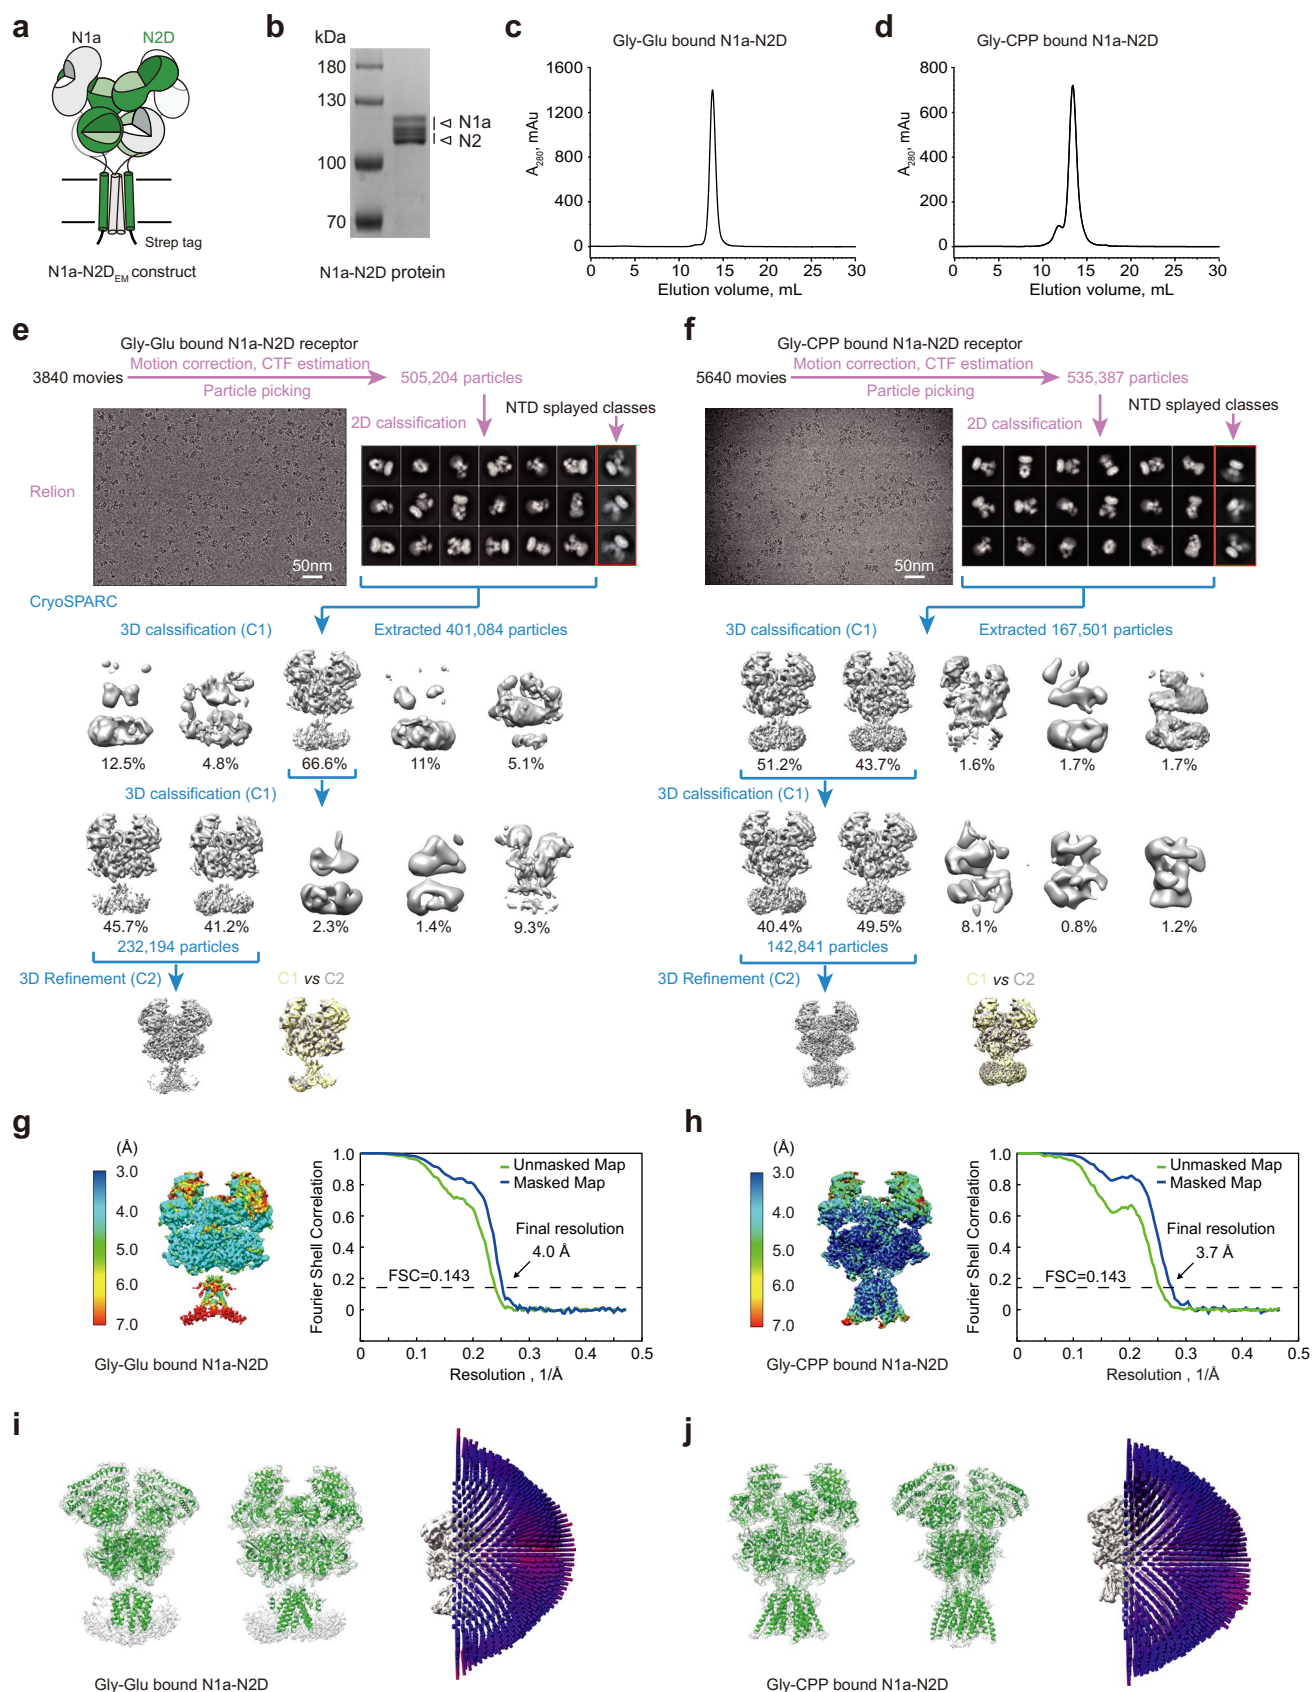 a
N1a
N2D
Strep tag
N1a-N2D_EM construct
b
kDa
180
130
100
70
N1a
N2
N1a-N2D protein
c
Gly-Glu bound N1a-N2D
1600
1200
800
400
0
A280, mAu
0 5 10 15 20 25 30
Elution volume, mL
d
Gly-CPP bound N1a-N2D
800
600
400
200
0
A280, mAu
0 5 10 15 20 25 30
Elution volume, mL
e
Gly-Glu bound N1a-N2D receptor
Motion correction, CTF estimation
3840 movies
505,204 particles
Particle picking
NTD splayed classes
2D calssification
Relion
50nm
CryoSPARC
3D calssification (C1)
Extracted 401,084 particles
12.5% 4.8% 66.6% 11% 5.1%
3D calssification (C1)
45.7% 41.2% 2.3% 1.4% 9.3%
232,194 particles
3D Refinement (C2)
C1 vs C2
f
Gly-CPP bound N1a-N2D receptor
Motion correction, CTF estimation
5640 movies
535,387 particles
Particle picking
NTD splayed classes
2D calssification
50nm
3D calssification (C1)
Extracted 167,501 particles
51.2% 43.7% 1.6% 1.7% 1.7%
3D calssification (C1)
40.4% 49.5% 8.1% 0.8% 1.2%
142,841 particles
3D Refinement (C2)
C1 vs C2
g
(Å)
3.0
4.0
5.0
6.0
7.0
Gly-Glu bound N1a-N2D
Fourier Shell Correlation
1.0
0.8
0.6
0.4
0.2
0
Unmasked Map
Masked Map
Final resolution
4.0 Å
FSC=0.143
0 0.1 0.2 0.3 0.4 0.5
Resolution , 1/Å
h
(Å)
3.0
4.0
5.0
6.0
7.0
Gly-CPP bound N1a-N2D
Fourier Shell Correlation
1.0
0.8
0.6
0.4
0.2
0
Unmasked Map
Masked Map
Final resolution
3.7 Å
FSC=0.143
0 0.1 0.2 0.3 0.4 0.5
Resolution , 1/Å
i
Gly-Glu bound N1a-N2D
j
Gly-CPP bound N1a-N2D